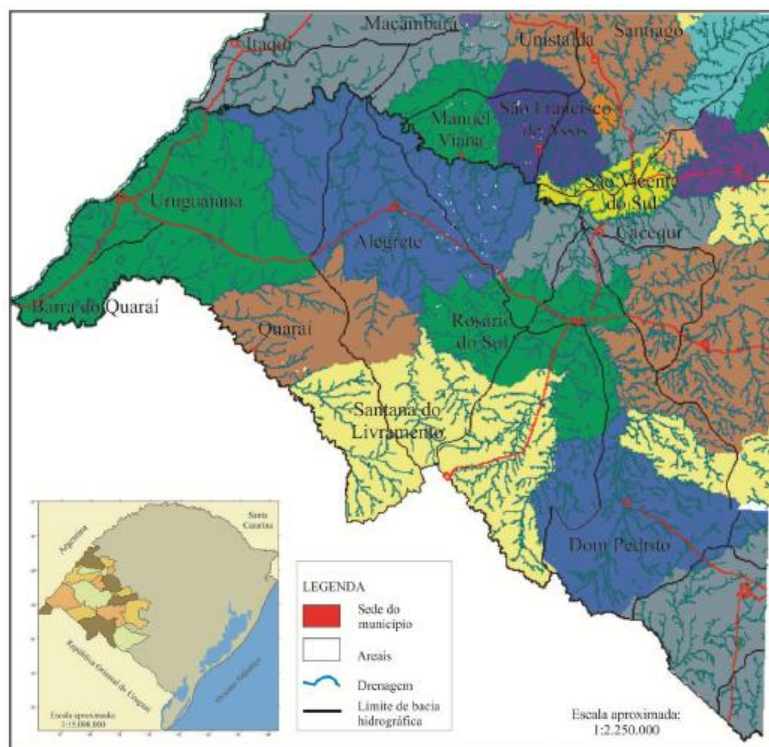 Maçambará
Itaqui
Unistalda
Santiago
Manuel
Viana
São Francisco
de Assis
São Vicente
do Sul
Uruguaiana
Alegrete
Cacequi
Barra do Quaraí
Quaraí
Rosario
do Sul
Santana do
Livramento
Dom Pedrito
Santa
Catarina
Argentina
República Oriental do Uruguai
Oceano Atlântico
Escala aproximada:
1:15.000.000
LEGENDA
Sede do
município
Areais
Drenagem
Límite de bacia
hidrográfica
Escala aproximada:
1:2.250.000